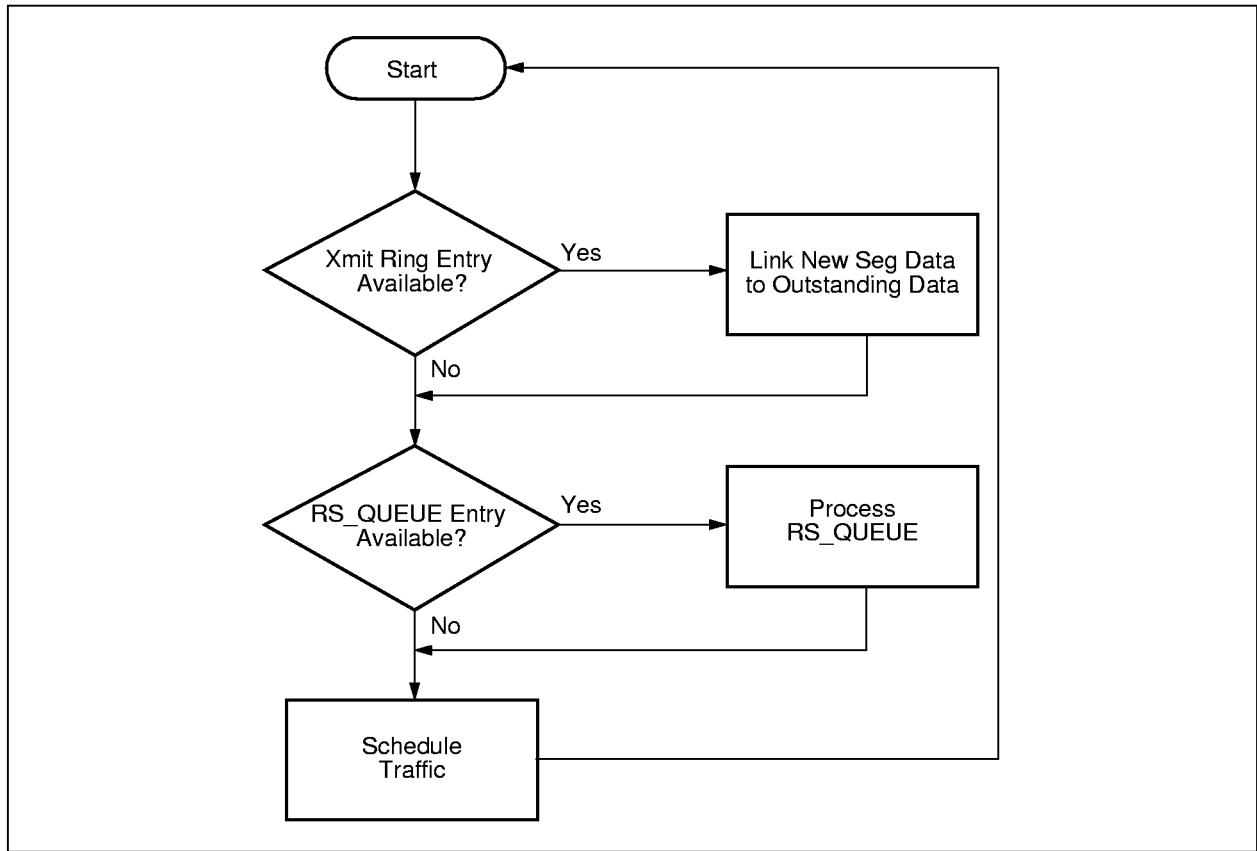 Start
Xmit Ring Entry
Available?
Yes
Link New Seg Data
to Outstanding Data
No
RS_QUEUE Entry
Available?
Yes
Process
RS_QUEUE
No
Schedule
Traffic